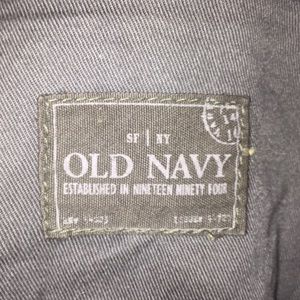 SF | NY
OLD NAVY
ESTABLISHED IN NINETEEN NINETY FOUR